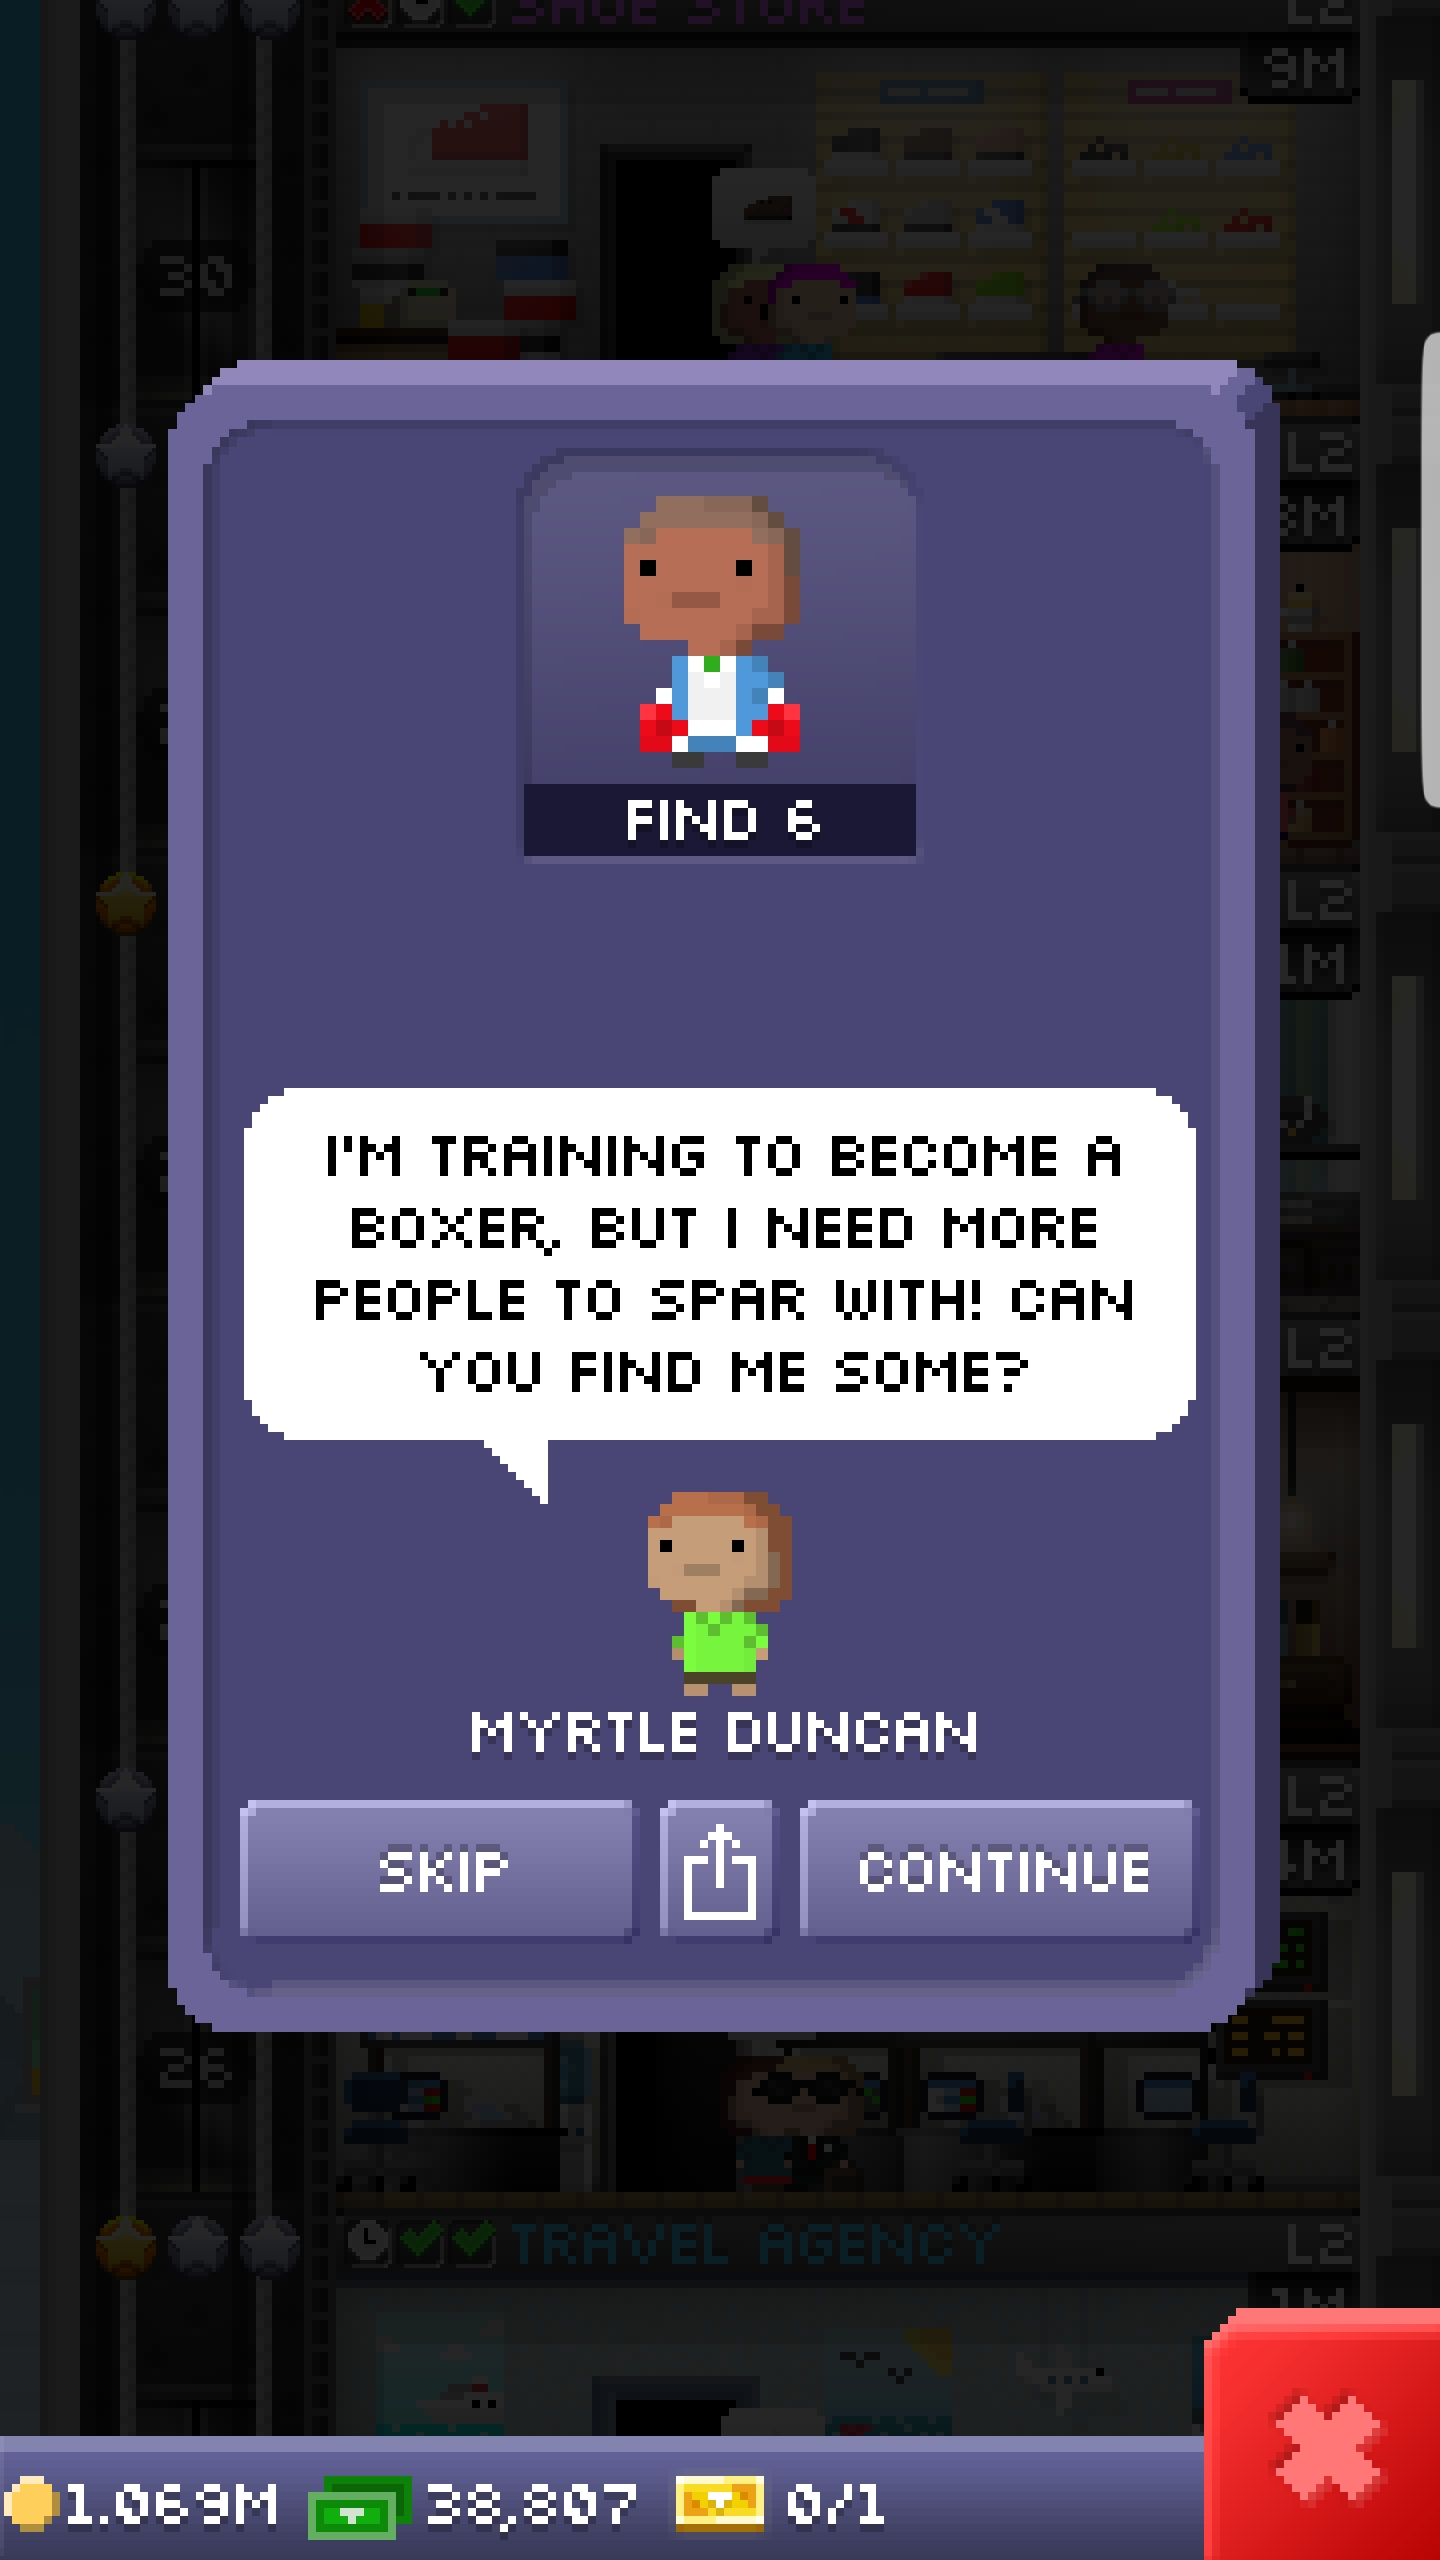 SHOE STORE
L2
9M
30
L2
L2
1M
FIND 6
I'M TRAINING TO BECOME A
BOXER, BUT I NEED MORE
PEOPLE TO SPAR WITH! CAN
YOU FIND ME SOME?
L2
MYRTLE DUNCAN
L2
SKIP
CONTINUE
26
TRAVEL AGENCY
L2
1M
1.069M
38,807
0/1